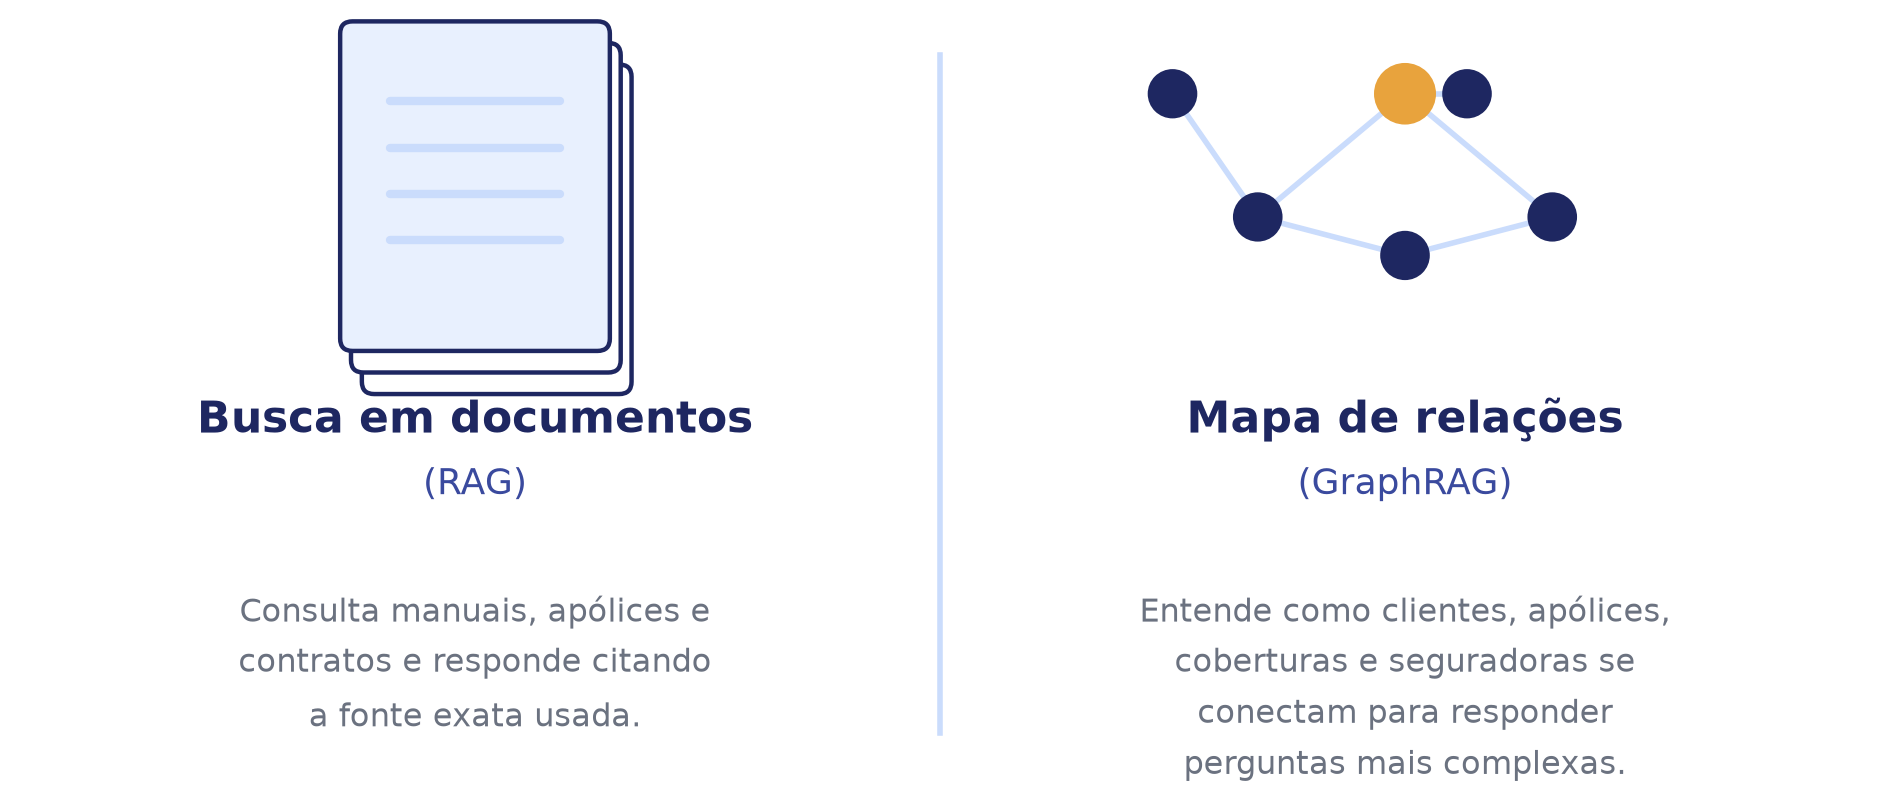 Busca em documentos
(RAG)
Consulta manuais, apólices e
contratos e responde citando
a fonte exata usada.
Mapa de relações
(GraphRAG)
Entende como clientes, apólices,
coberturas e seguradoras se
conectam para responder
perguntas mais complexas.